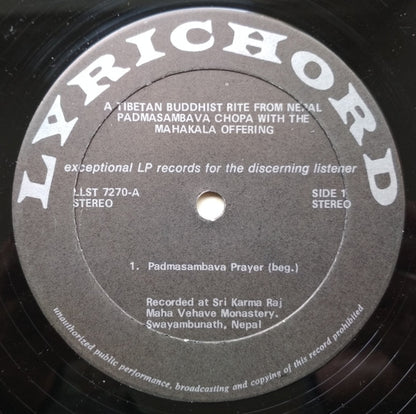 LYRICHORD
A TIBETAN BUDDHIST RITE FROM NEPAL
PADMASAMBAVA CHOPA WITH THE
MAHAKALA OFFERING
exceptional LP records for the discerning listener
LLST 7270-A
STEREO
SIDE 1
STEREO
1. Padmasambava Prayer (beg.)
Recorded at Sri Karma Raj
Maha Vehave Monastery.
Swayambunath, Nepal
unauthorized public performance, broadcasting and copying of this record prohibited